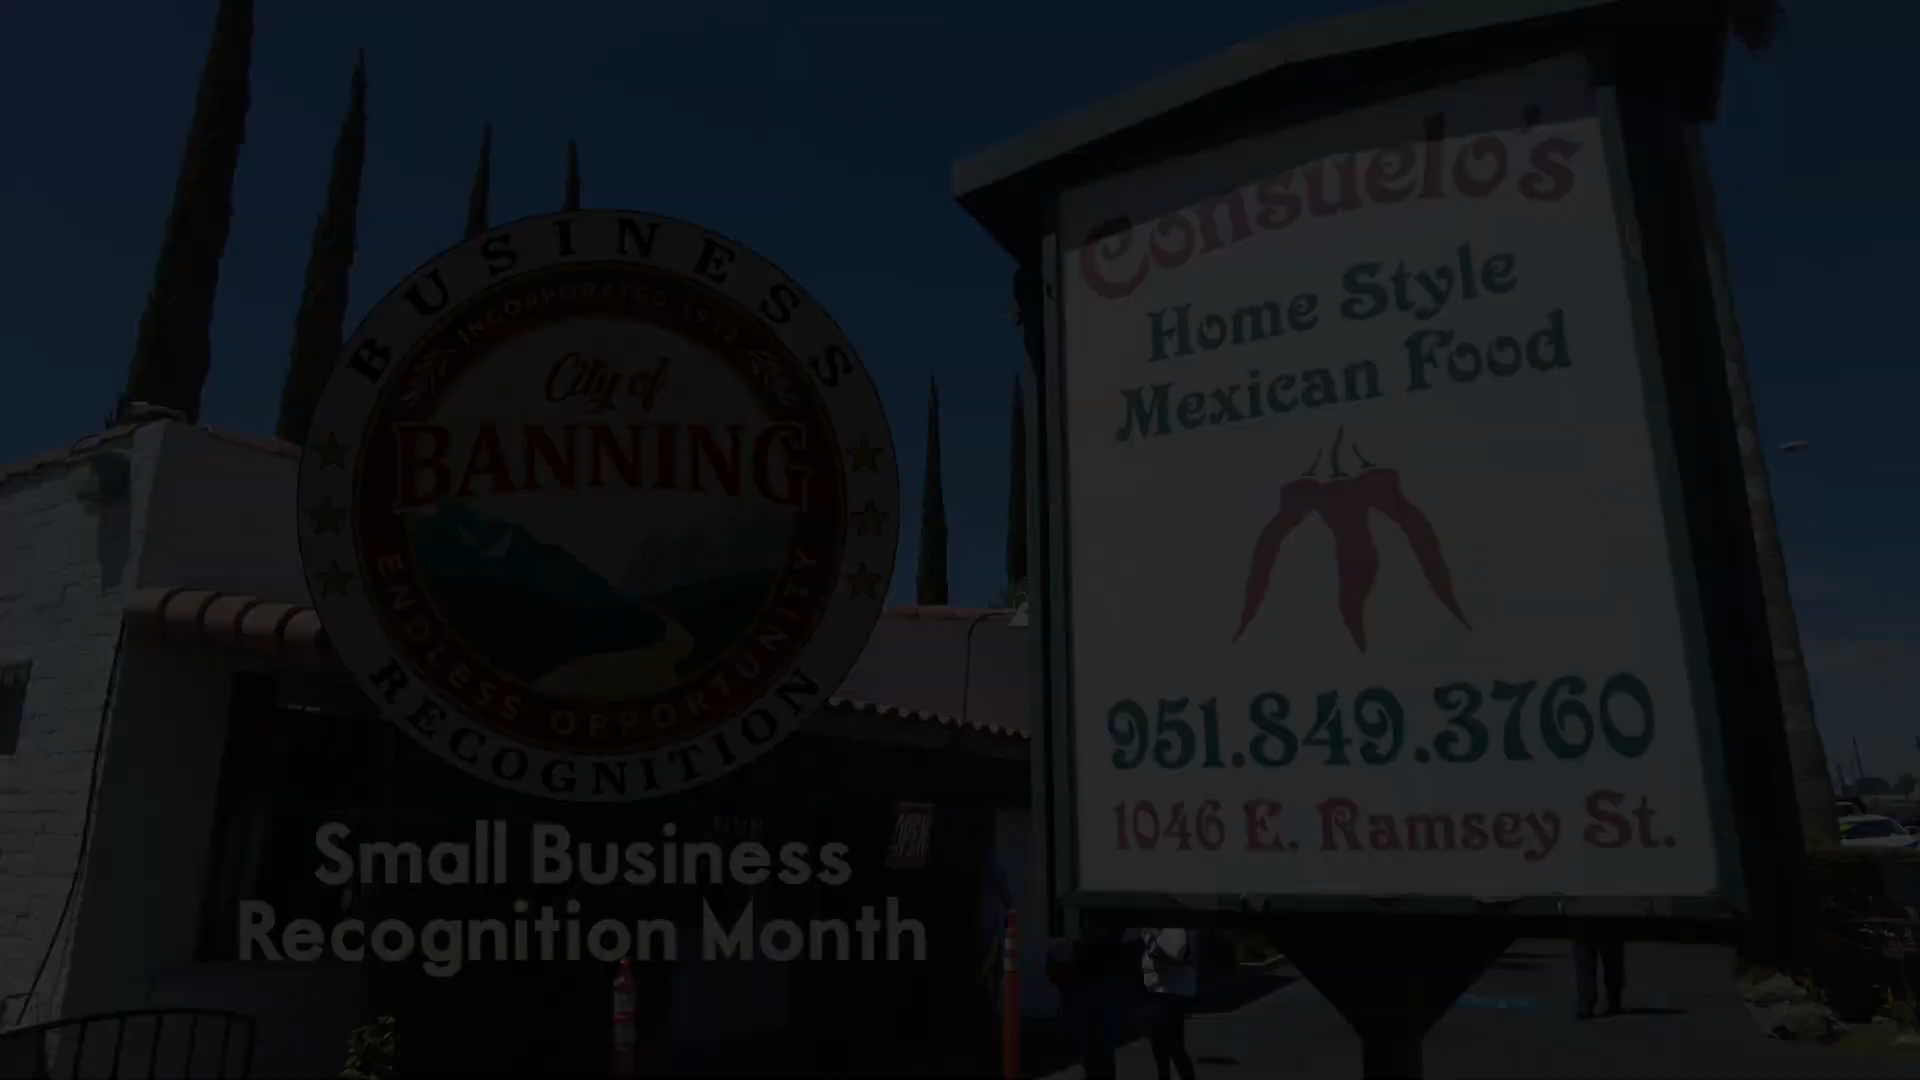 BUSINESS
INCORPORATED 1913
City of
BANNING
ENDLESS OPPORTUNITY
RECOGNITION
Small Business
Recognition Month
Consuelo's
Home Style
Mexican Food
951.849.3760
1046 E. Ramsey St.